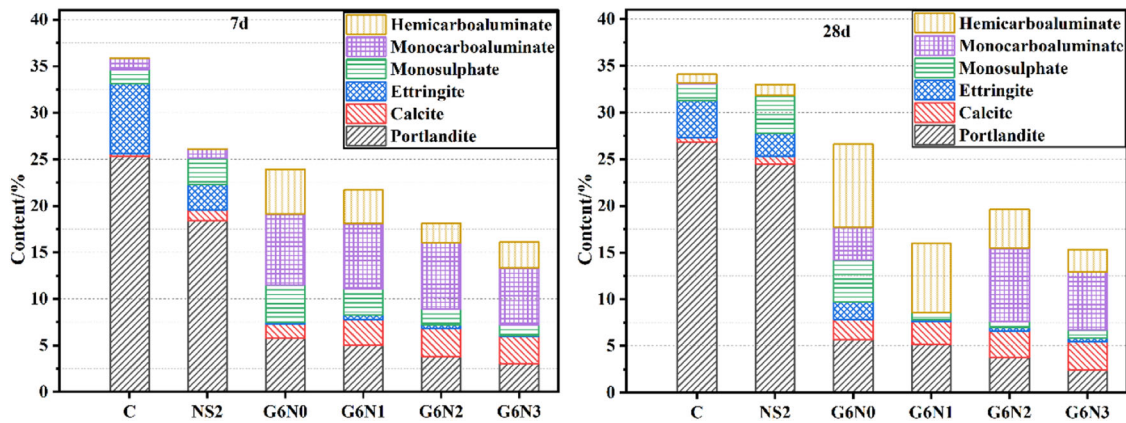 7d
Hemicarboaluminate
Monocarboaluminate
Monosulphate
Ettringite
Calcite
Portlandite
Content/%
40
35
30
25
20
15
10
5
0
C NS2 G6N0 G6N1 G6N2 G6N3
28d
Hemicarboaluminate
Monocarboaluminate
Monosulphate
Ettringite
Calcite
Portlandite
Content/%
40
35
30
25
20
15
10
5
0
C NS2 G6N0 G6N1 G6N2 G6N3